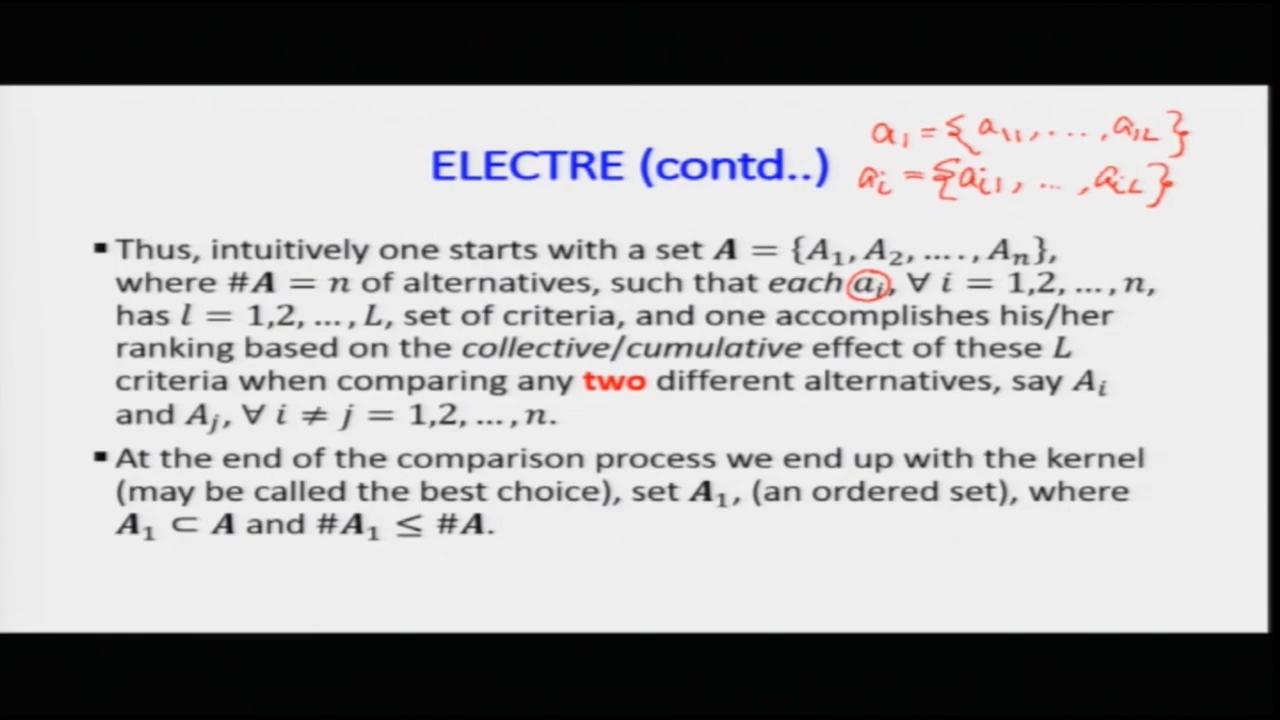 ELECTRE (contd..)
a₁ = {a₁₁, ..., a₁L}
aᵢ = {aᵢ₁, ..., aᵢL}
▪ Thus, intuitively one starts with a set 𝑨 = {𝐴₁, 𝐴₂, … . , 𝐴ₙ},
where #𝑨 = 𝑛 of alternatives, such that each 𝑎ᵢ, ∀ 𝑖 = 1,2, … , 𝑛,
has 𝑙 = 1,2, … , 𝐿, set of criteria, and one accomplishes his/her
ranking based on the collective/cumulative effect of these 𝐿
criteria when comparing any two different alternatives, say 𝐴ᵢ
and 𝐴ⱼ, ∀ 𝑖 ≠ 𝑗 = 1,2, … , 𝑛.
▪ At the end of the comparison process we end up with the kernel
(may be called the best choice), set 𝑨₁, (an ordered set), where
𝑨₁ ⊂ 𝑨 and #𝑨₁ ≤ #𝑨.